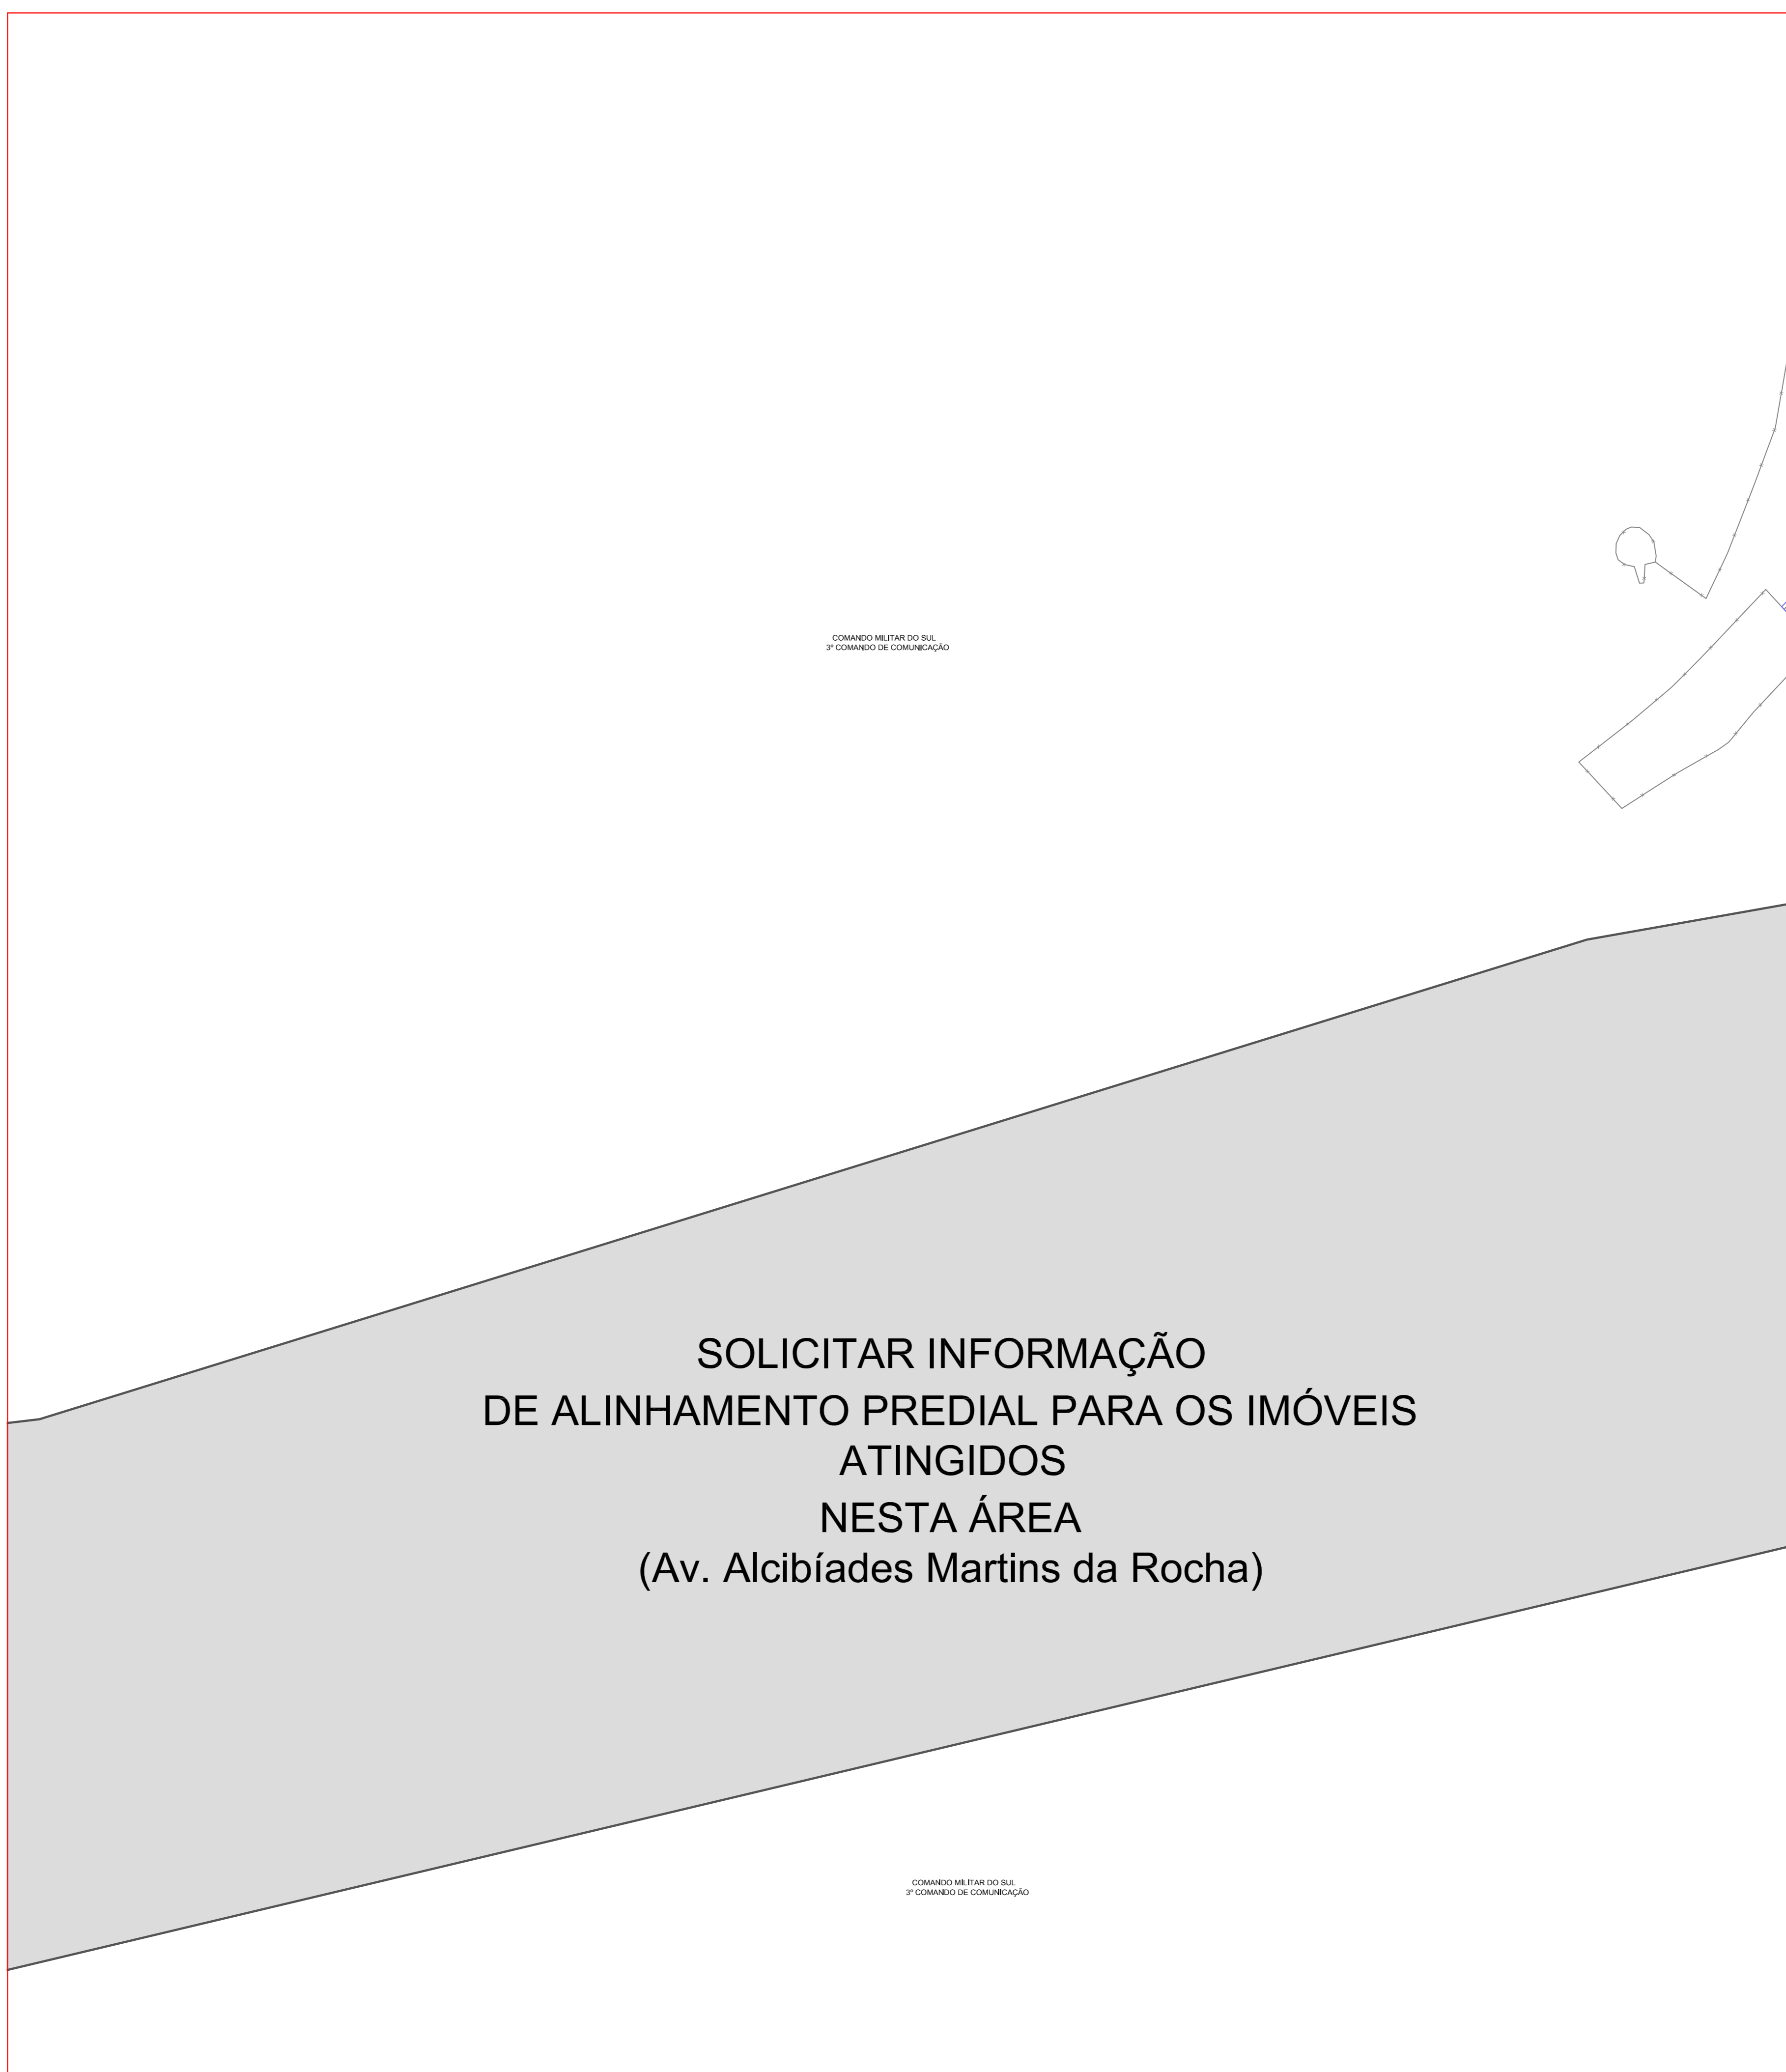 COMANDO MILITAR DO SUL
3º COMANDO DE COMUNICAÇÃO
SOLICITAR INFORMAÇÃO
DE ALINHAMENTO PREDIAL PARA OS IMÓVEIS
ATINGIDOS
NESTA ÁREA
(Av. Alcibíades Martins da Rocha)
COMANDO MILITAR DO SUL
3º COMANDO DE COMUNICAÇÃO